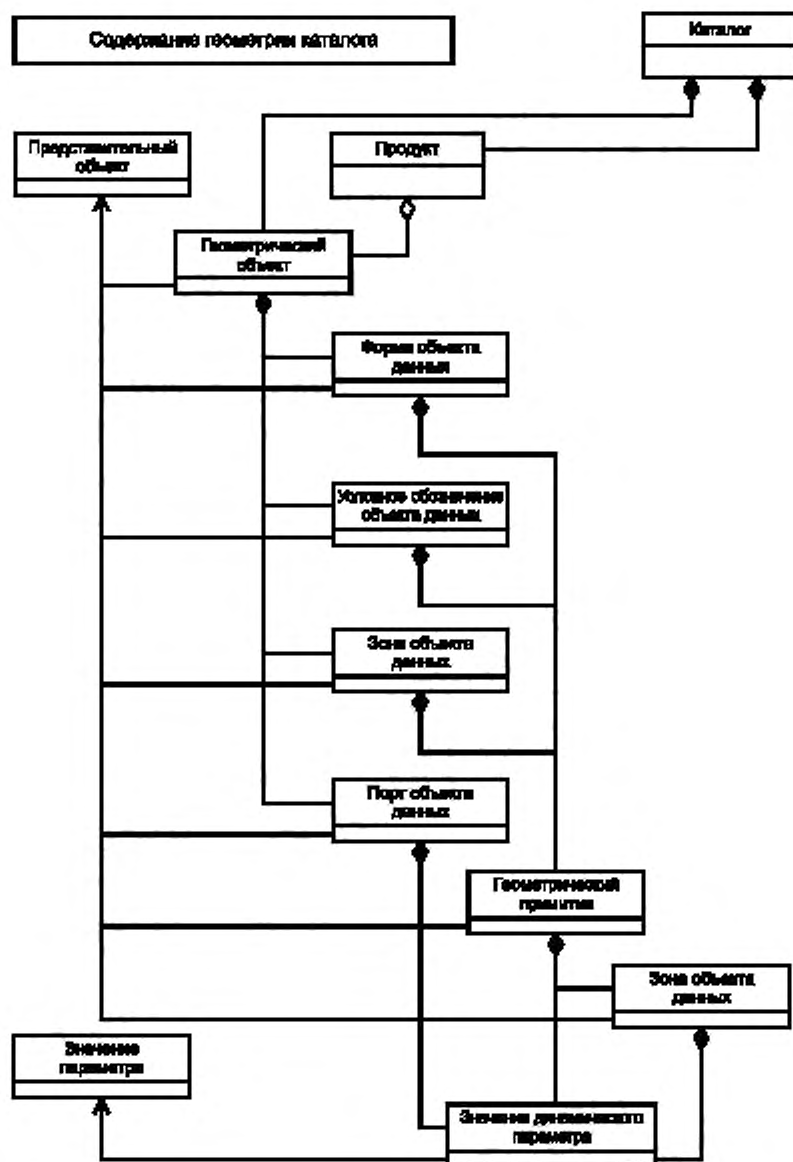 Содержание геометрии каталога
Каталог
Представительный
объект
Продукт
Геометрический
объект
Форма объекта
данных
Условное обозначение
объекта данных
Зона объекта
данных
Порт объекта
данных
Геометрический
примитив
Зона объекта
данных
Значение
параметра
Значение динамического
параметра